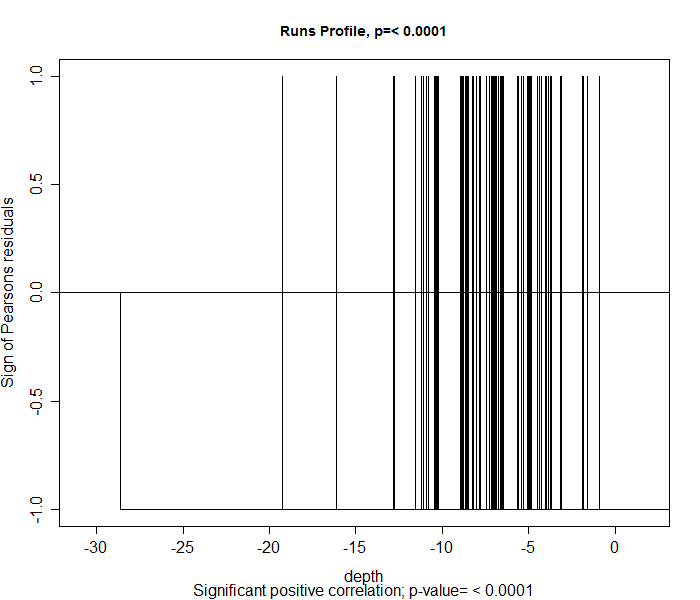 Runs Profile, p=< 0.0001
1.0
0.5
0.0
-0.5
-1.0
Sign of Pearsons residuals
-30 -25 -20 -15 -10 -5 0
depth
Significant positive correlation; p-value= < 0.0001